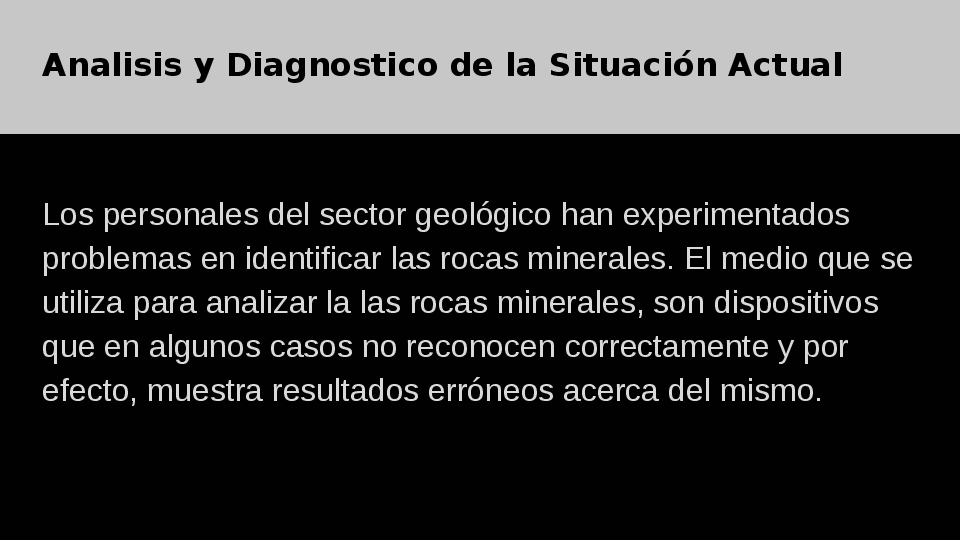 Analisis y Diagnostico de la Situación Actual
Los personales del sector geológico han experimentados
problemas en identificar las rocas minerales. El medio que se
utiliza para analizar la las rocas minerales, son dispositivos
que en algunos casos no reconocen correctamente y por
efecto, muestra resultados erróneos acerca del mismo.